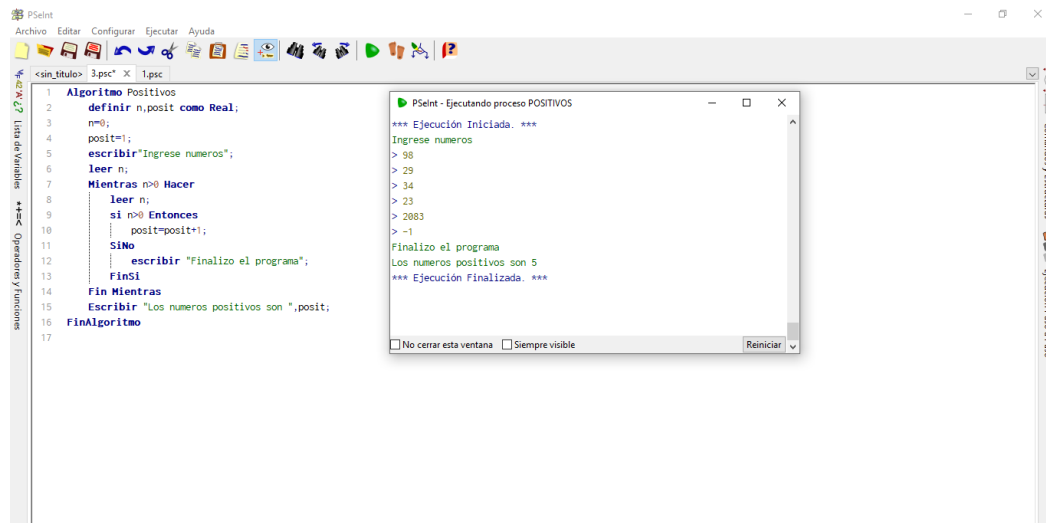 PSeInt
Archivo Editar Configurar Ejecutar Ayuda
<sin_titulo> 3.psc* X 1.psc
Lista de Variables
Operadores y Funciones
1 Algoritmo Positivos
2 definir n,posit como Real;
3 n=0;
4 posit=1;
5 escribir"Ingrese numeros";
6 leer n;
7 Mientras n>0 Hacer
8 leer n;
9 si n>0 Entonces
10 posit=posit+1;
11 SiNo
12 escribir "Finalizo el programa";
13 FinSi
14 Fin Mientras
15 Escribir "Los numeros positivos son ",posit;
16 FinAlgoritmo
17
PSeInt - Ejecutando proceso POSITIVOS
*** Ejecución Iniciada. ***
Ingrese numeros
> 98
> 29
> 34
> 23
> 2083
> -1
Finalizo el programa
Los numeros positivos son 5
*** Ejecución Finalizada. ***
No cerrar esta ventana Siempre visible Reiniciar